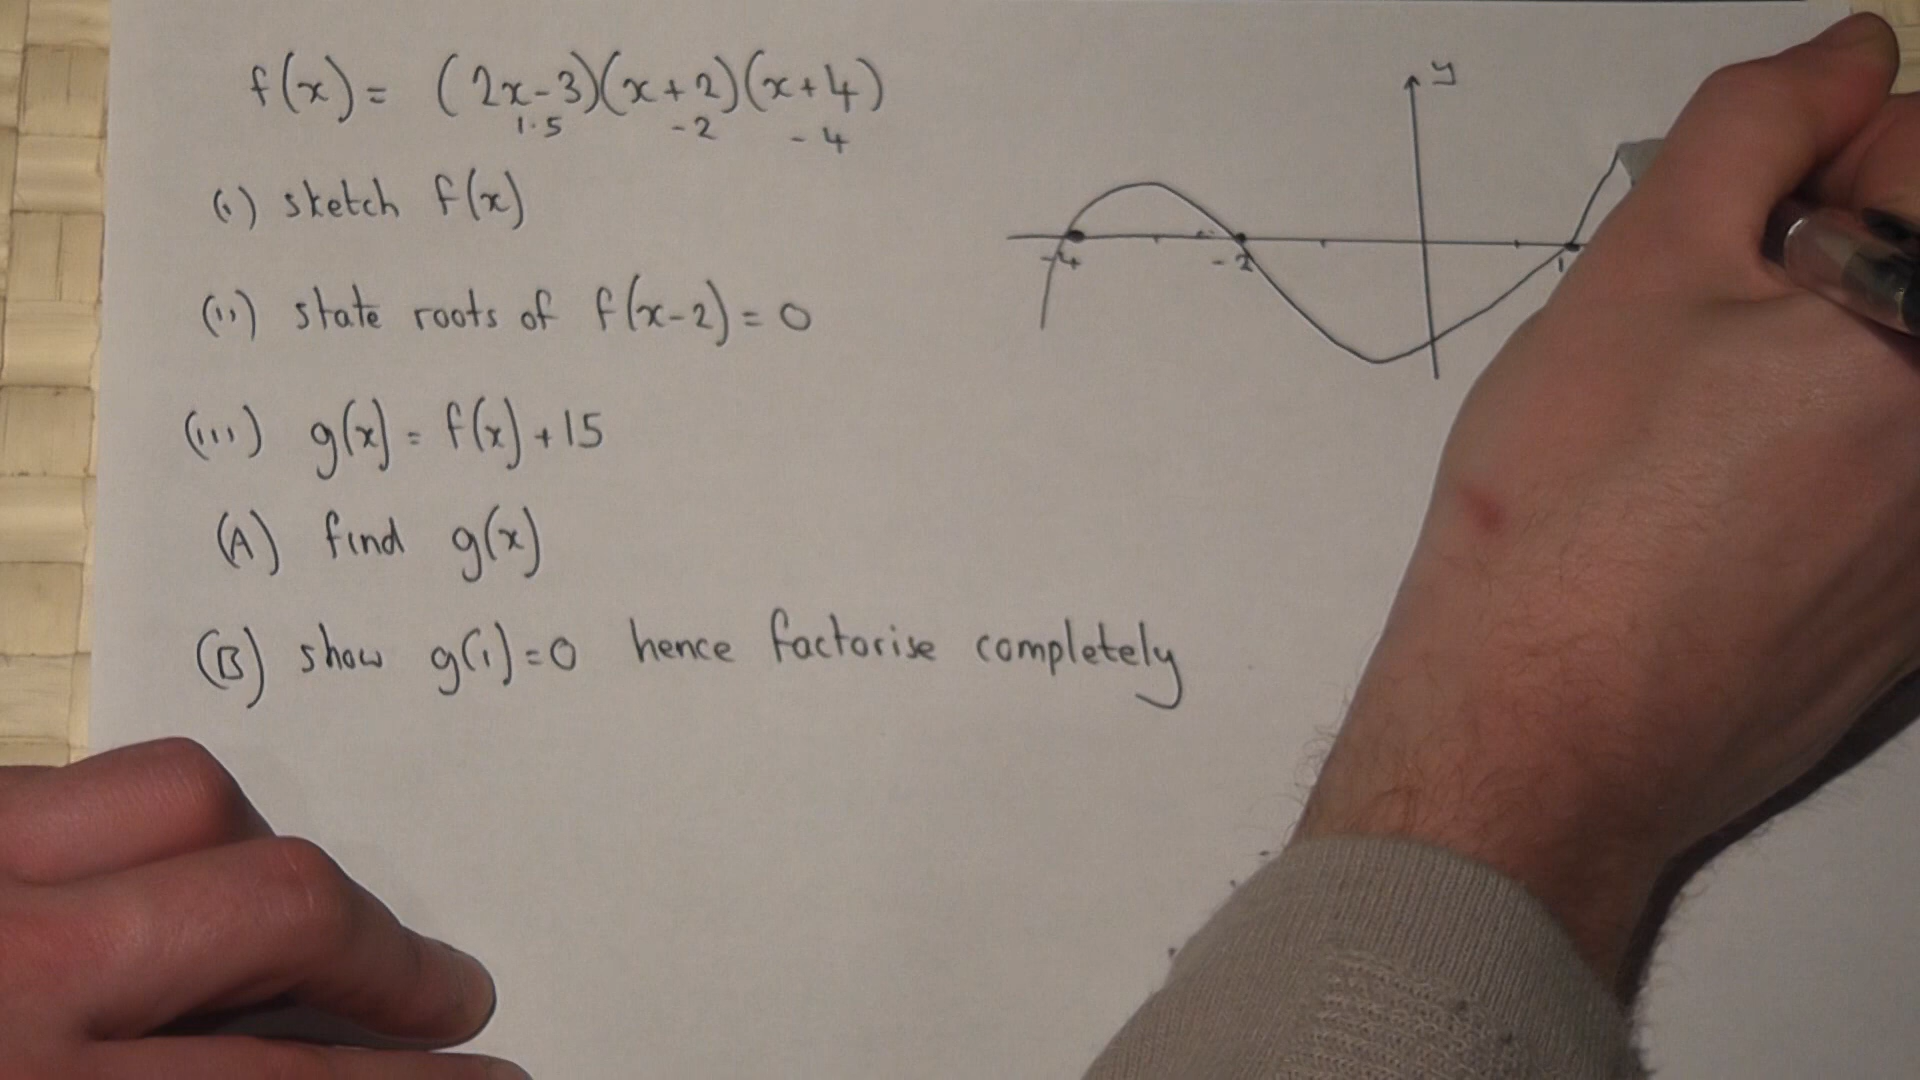 f(x) = (2x-3)(x+2)(x+4)
1.5 -2 -4
(i) sketch f(x)
(ii) state roots of f(x-2) = 0
(iii) g(x) = f(x) + 15
(A) find g(x)
(B) show g(1)=0 hence factorise completely
y
-4 -2 1